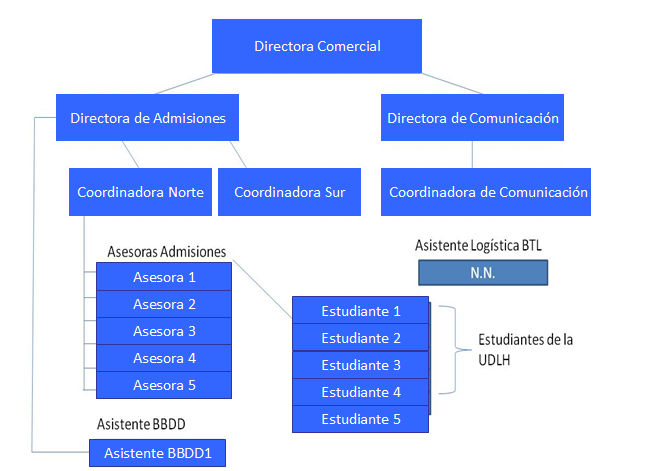 Directora Comercial
Directora de Admisiones
Directora de Comunicación
Coordinadora Norte
Coordinadora Sur
Coordinadora de Comunicación
Asesoras Admisiones
Asesora 1
Asesora 2
Asesora 3
Asesora 4
Asesora 5
Asistente Logística BTL
N.N.
Estudiante 1
Estudiante 2
Estudiante 3
Estudiante 4
Estudiante 5
Estudiantes de la
UDLH
Asistente BBDD
Asistente BBDD1